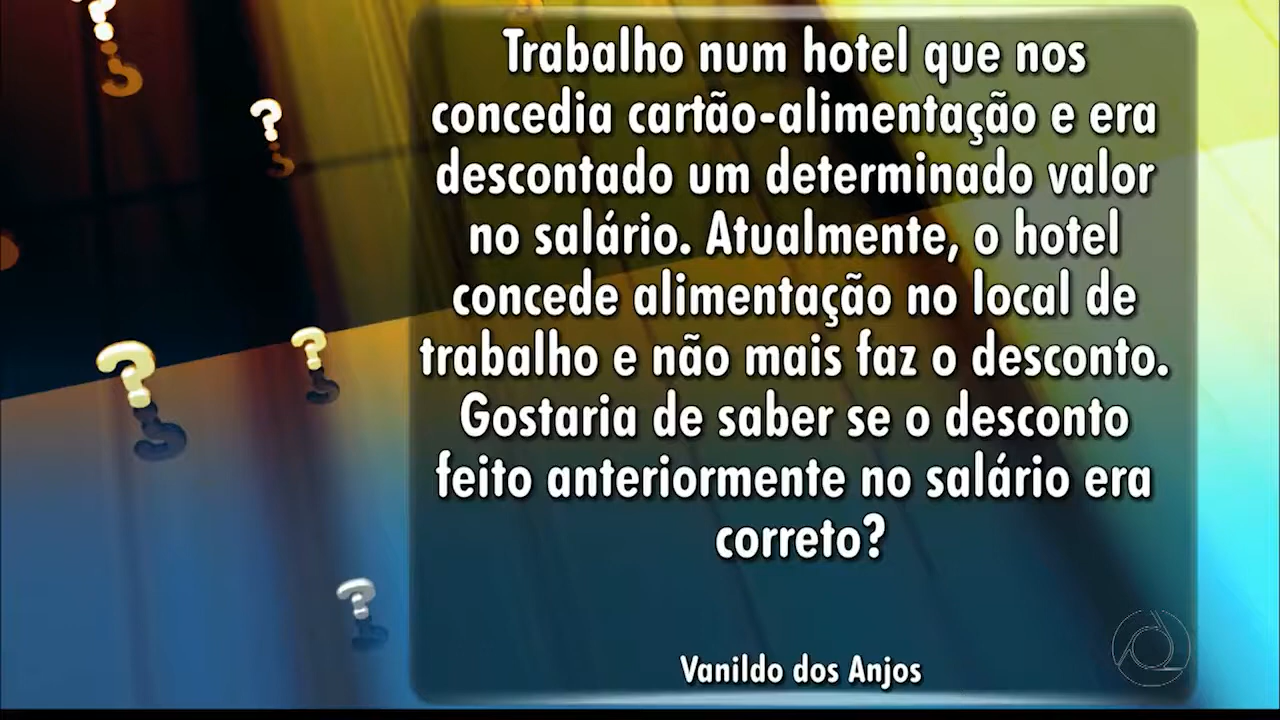 Trabalho num hotel que nos
concedia cartão-alimentação e era
descontado um determinado valor
no salário. Atualmente, o hotel
concede alimentação no local de
trabalho e não mais faz o desconto.
Gostaria de saber se o desconto
feito anteriormente no salário era
correto?
Vanildo dos Anjos